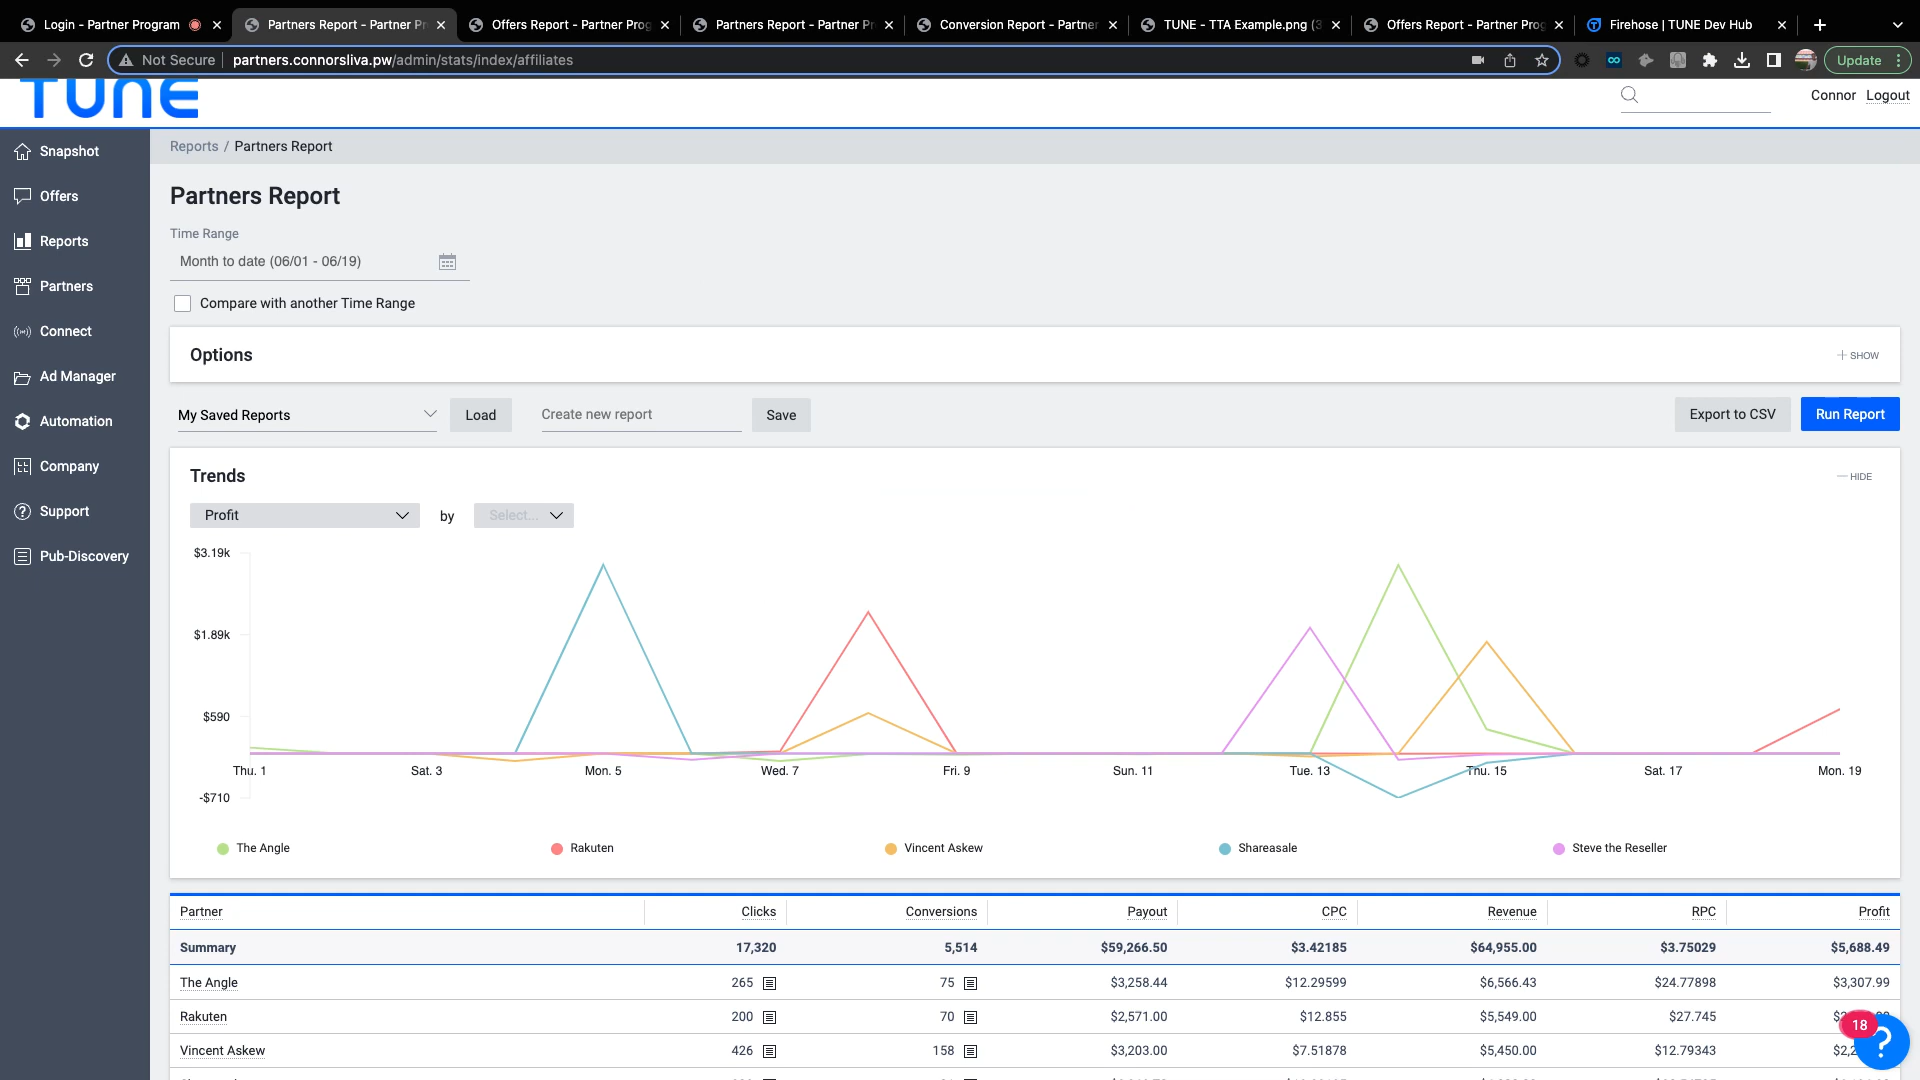 Login - Partner Program
Partners Report - Partner Pr
Offers Report - Partner Prog
Partners Report - Partner Pr
Conversion Report - Partner
TUNE - TTA Example.png (3
Offers Report - Partner Prog
Firehose | TUNE Dev Hub
Not Secure
partners.connorsliva.pw/admin/stats/index/affiliates
Update
TUNE
Connor
Logout
Snapshot
Offers
Reports
Partners
Connect
Ad Manager
Automation
Company
Support
Pub-Discovery
Reports / Partners Report
Partners Report
Time Range
Month to date (06/01 - 06/19)
Compare with another Time Range
Options
SHOW
My Saved Reports
Load
Create new report
Save
Export to CSV
Run Report
Trends
HIDE
Profit
by
Select...
$3.19k
$1.89k
$590
-$710
Thu. 1
Sat. 3
Mon. 5
Wed. 7
Fri. 9
Sun. 11
Tue. 13
Thu. 15
Sat. 17
Mon. 19
The Angle
Rakuten
Vincent Askew
Shareasale
Steve the Reseller
Partner Clicks Conversions Payout CPC Revenue RPC Profit
Summary 17,320 5,514 $59,266.50 $3.42185 $64,955.00 $3.75029 $5,688.49
The Angle 265 75 $3,258.44 $12.29599 $6,566.43 $24.77898 $3,307.99
Rakuten 200 70 $2,571.00 $12.855 $5,549.00 $27.745
Vincent Askew 426 158 $3,203.00 $7.51878 $5,450.00 $12.79343 $2,2
18
?